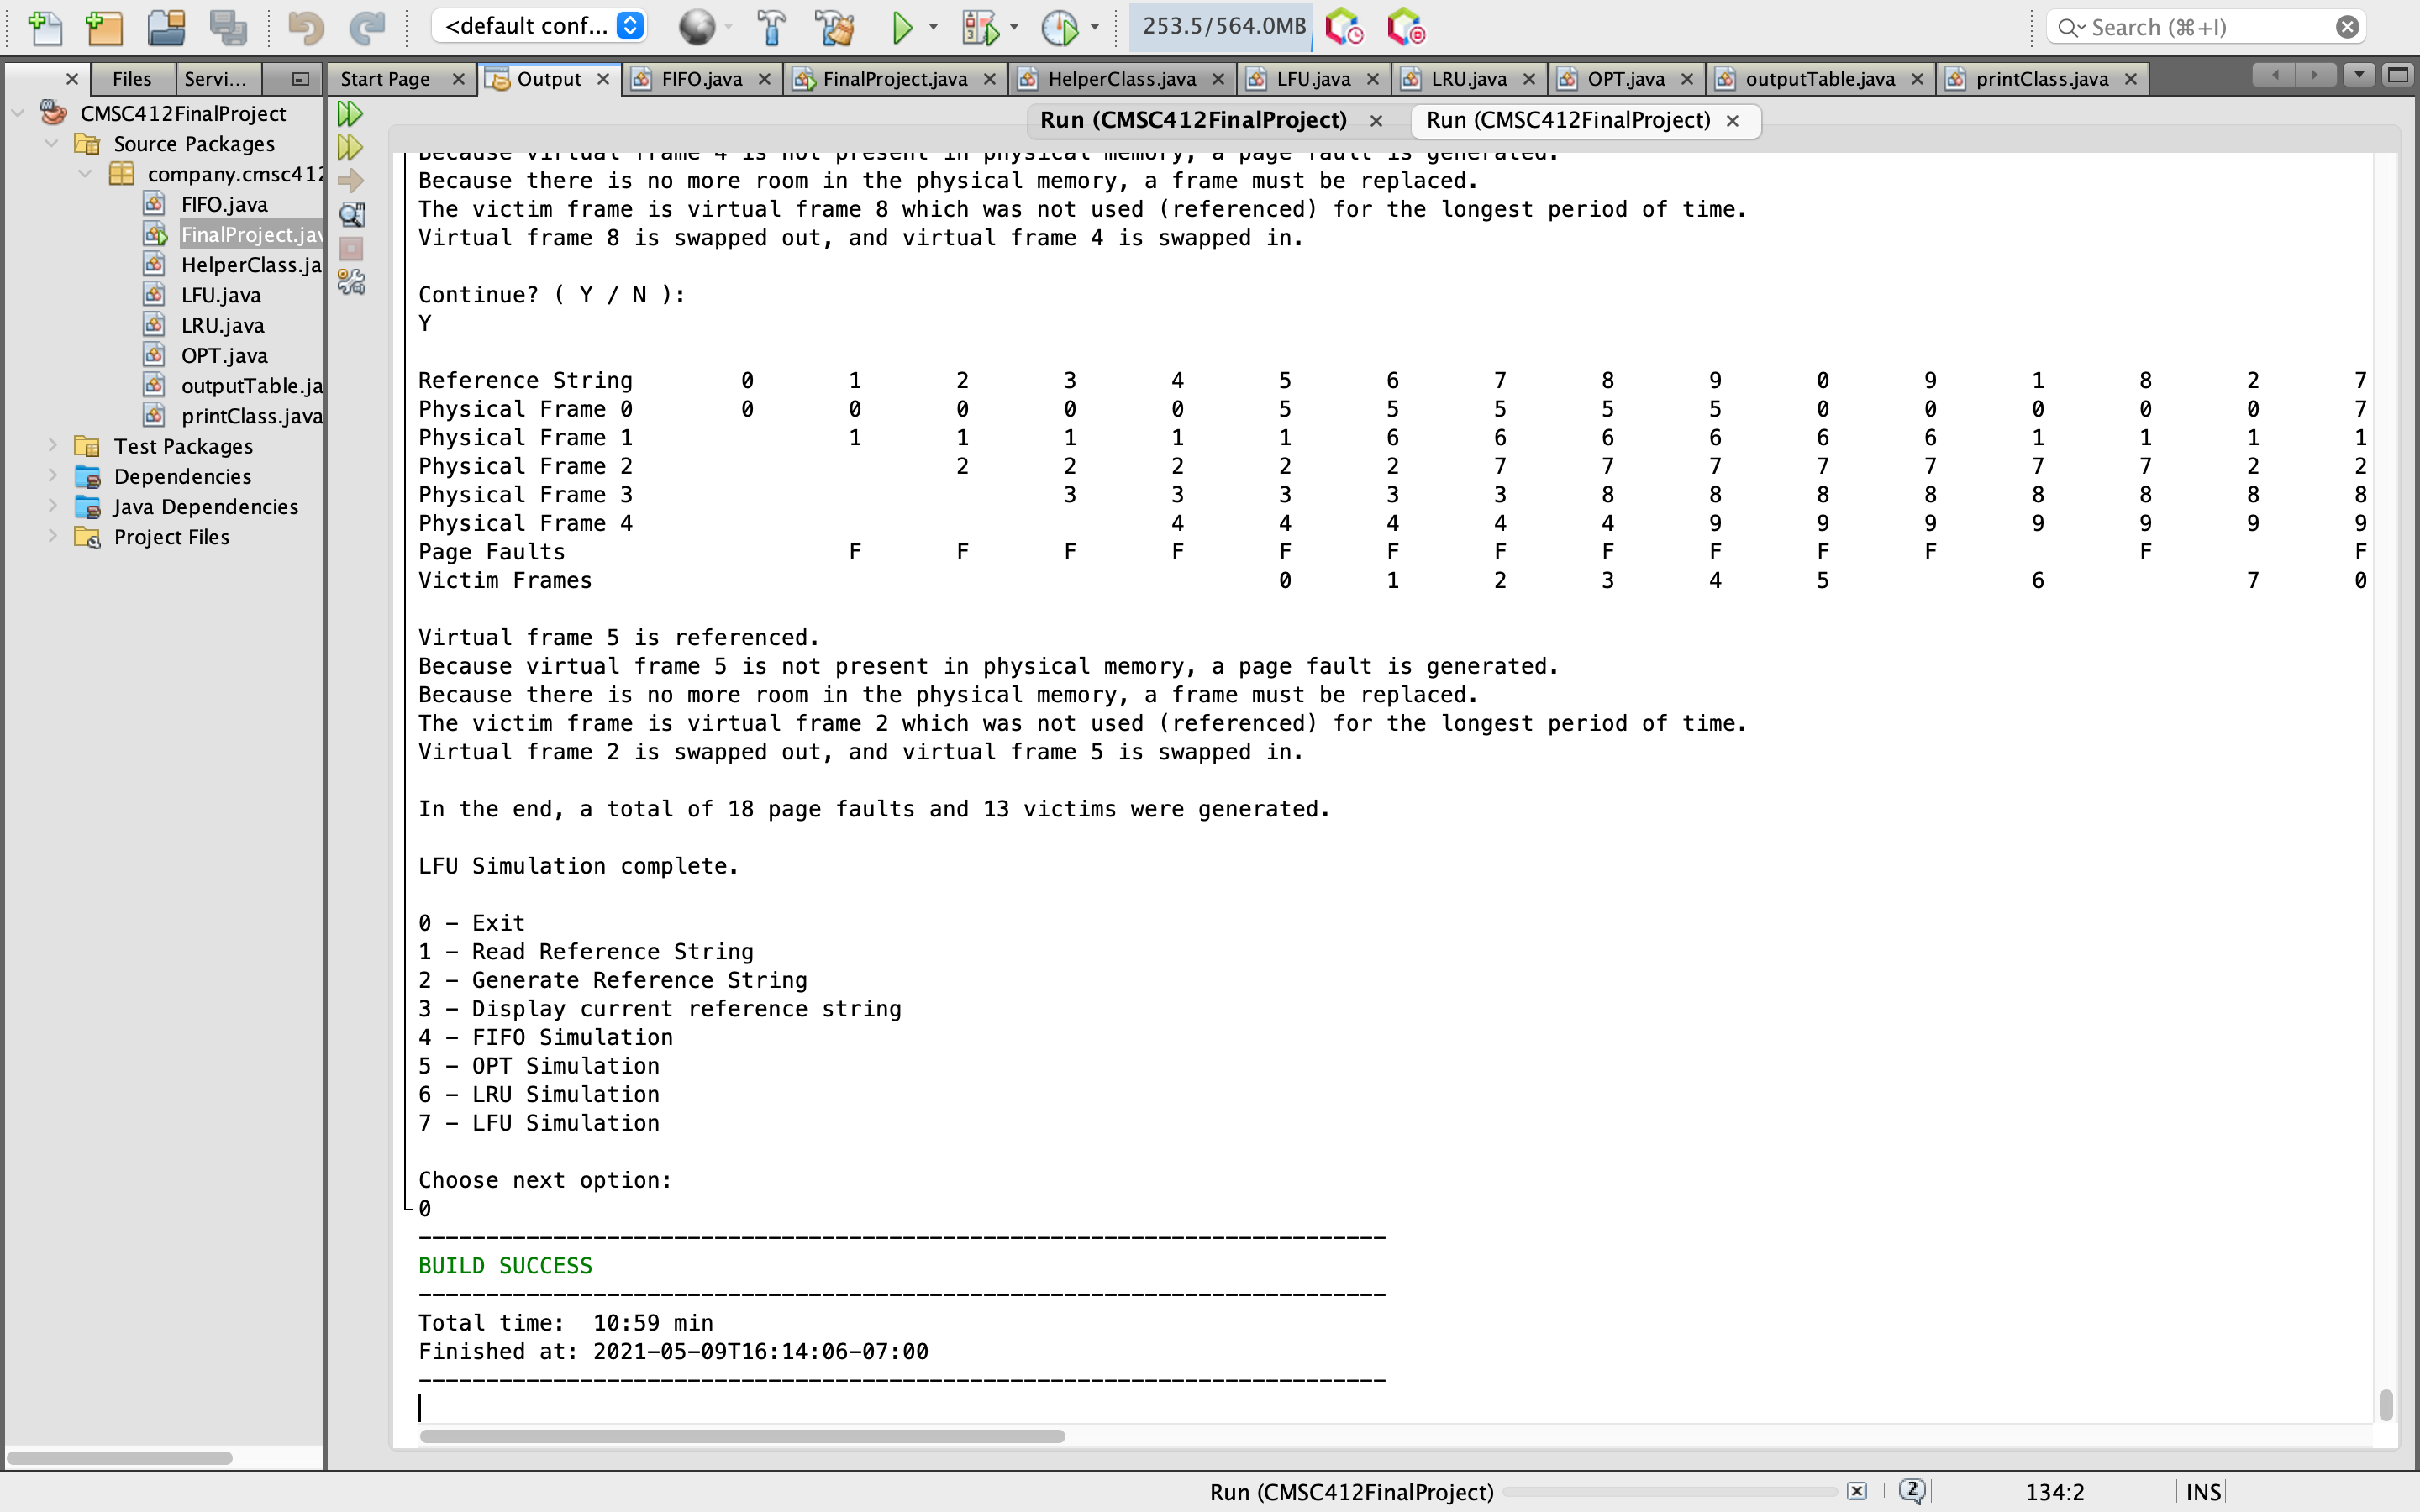 <default conf...
253.5/564.0MB
Search (⌘+I)
Files
Servi...
Start Page
Output
FIFO.java
FinalProject.java
HelperClass.java
LFU.java
LRU.java
OPT.java
outputTable.java
printClass.java
CMSC412FinalProject
Source Packages
company.cmsc412
FIFO.java
FinalProject.jav
HelperClass.ja
LFU.java
LRU.java
OPT.java
outputTable.ja
printClass.java
Test Packages
Dependencies
Java Dependencies
Project Files
Run (CMSC412FinalProject)
Run (CMSC412FinalProject)
Because virtual frame 4 is not present in physical memory, a page fault is generated.
Because there is no more room in the physical memory, a frame must be replaced.
The victim frame is virtual frame 8 which was not used (referenced) for the longest period of time.
Virtual frame 8 is swapped out, and virtual frame 4 is swapped in.
Continue? ( Y / N ):
Y
Reference String 0 1 2 3 4 5 6 7 8 9 0 9 1 8 2 7
Physical Frame 0 0 0 0 0 0 5 5 5 5 5 0 0 0 0 0 7
Physical Frame 1 1 1 1 1 1 6 6 6 6 6 6 1 1 1 1
Physical Frame 2 2 2 2 2 2 7 7 7 7 7 7 7 2 2
Physical Frame 3 3 3 3 3 3 8 8 8 8 8 8 8 8
Physical Frame 4 4 4 4 4 4 9 9 9 9 9 9 9
Page Faults F F F F F F F F F F F F F
Victim Frames 0 1 2 3 4 5 6 7 0
Virtual frame 5 is referenced.
Because virtual frame 5 is not present in physical memory, a page fault is generated.
Because there is no more room in the physical memory, a frame must be replaced.
The victim frame is virtual frame 2 which was not used (referenced) for the longest period of time.
Virtual frame 2 is swapped out, and virtual frame 5 is swapped in.
In the end, a total of 18 page faults and 13 victims were generated.
LFU Simulation complete.
0 – Exit
1 – Read Reference String
2 – Generate Reference String
3 – Display current reference string
4 – FIFO Simulation
5 – OPT Simulation
6 – LRU Simulation
7 – LFU Simulation
Choose next option:
0
------------------------------------------------------------------------
BUILD SUCCESS
------------------------------------------------------------------------
Total time:  10:59 min
Finished at: 2021-05-09T16:14:06-07:00
------------------------------------------------------------------------
Run (CMSC412FinalProject)
2
134:2
INS